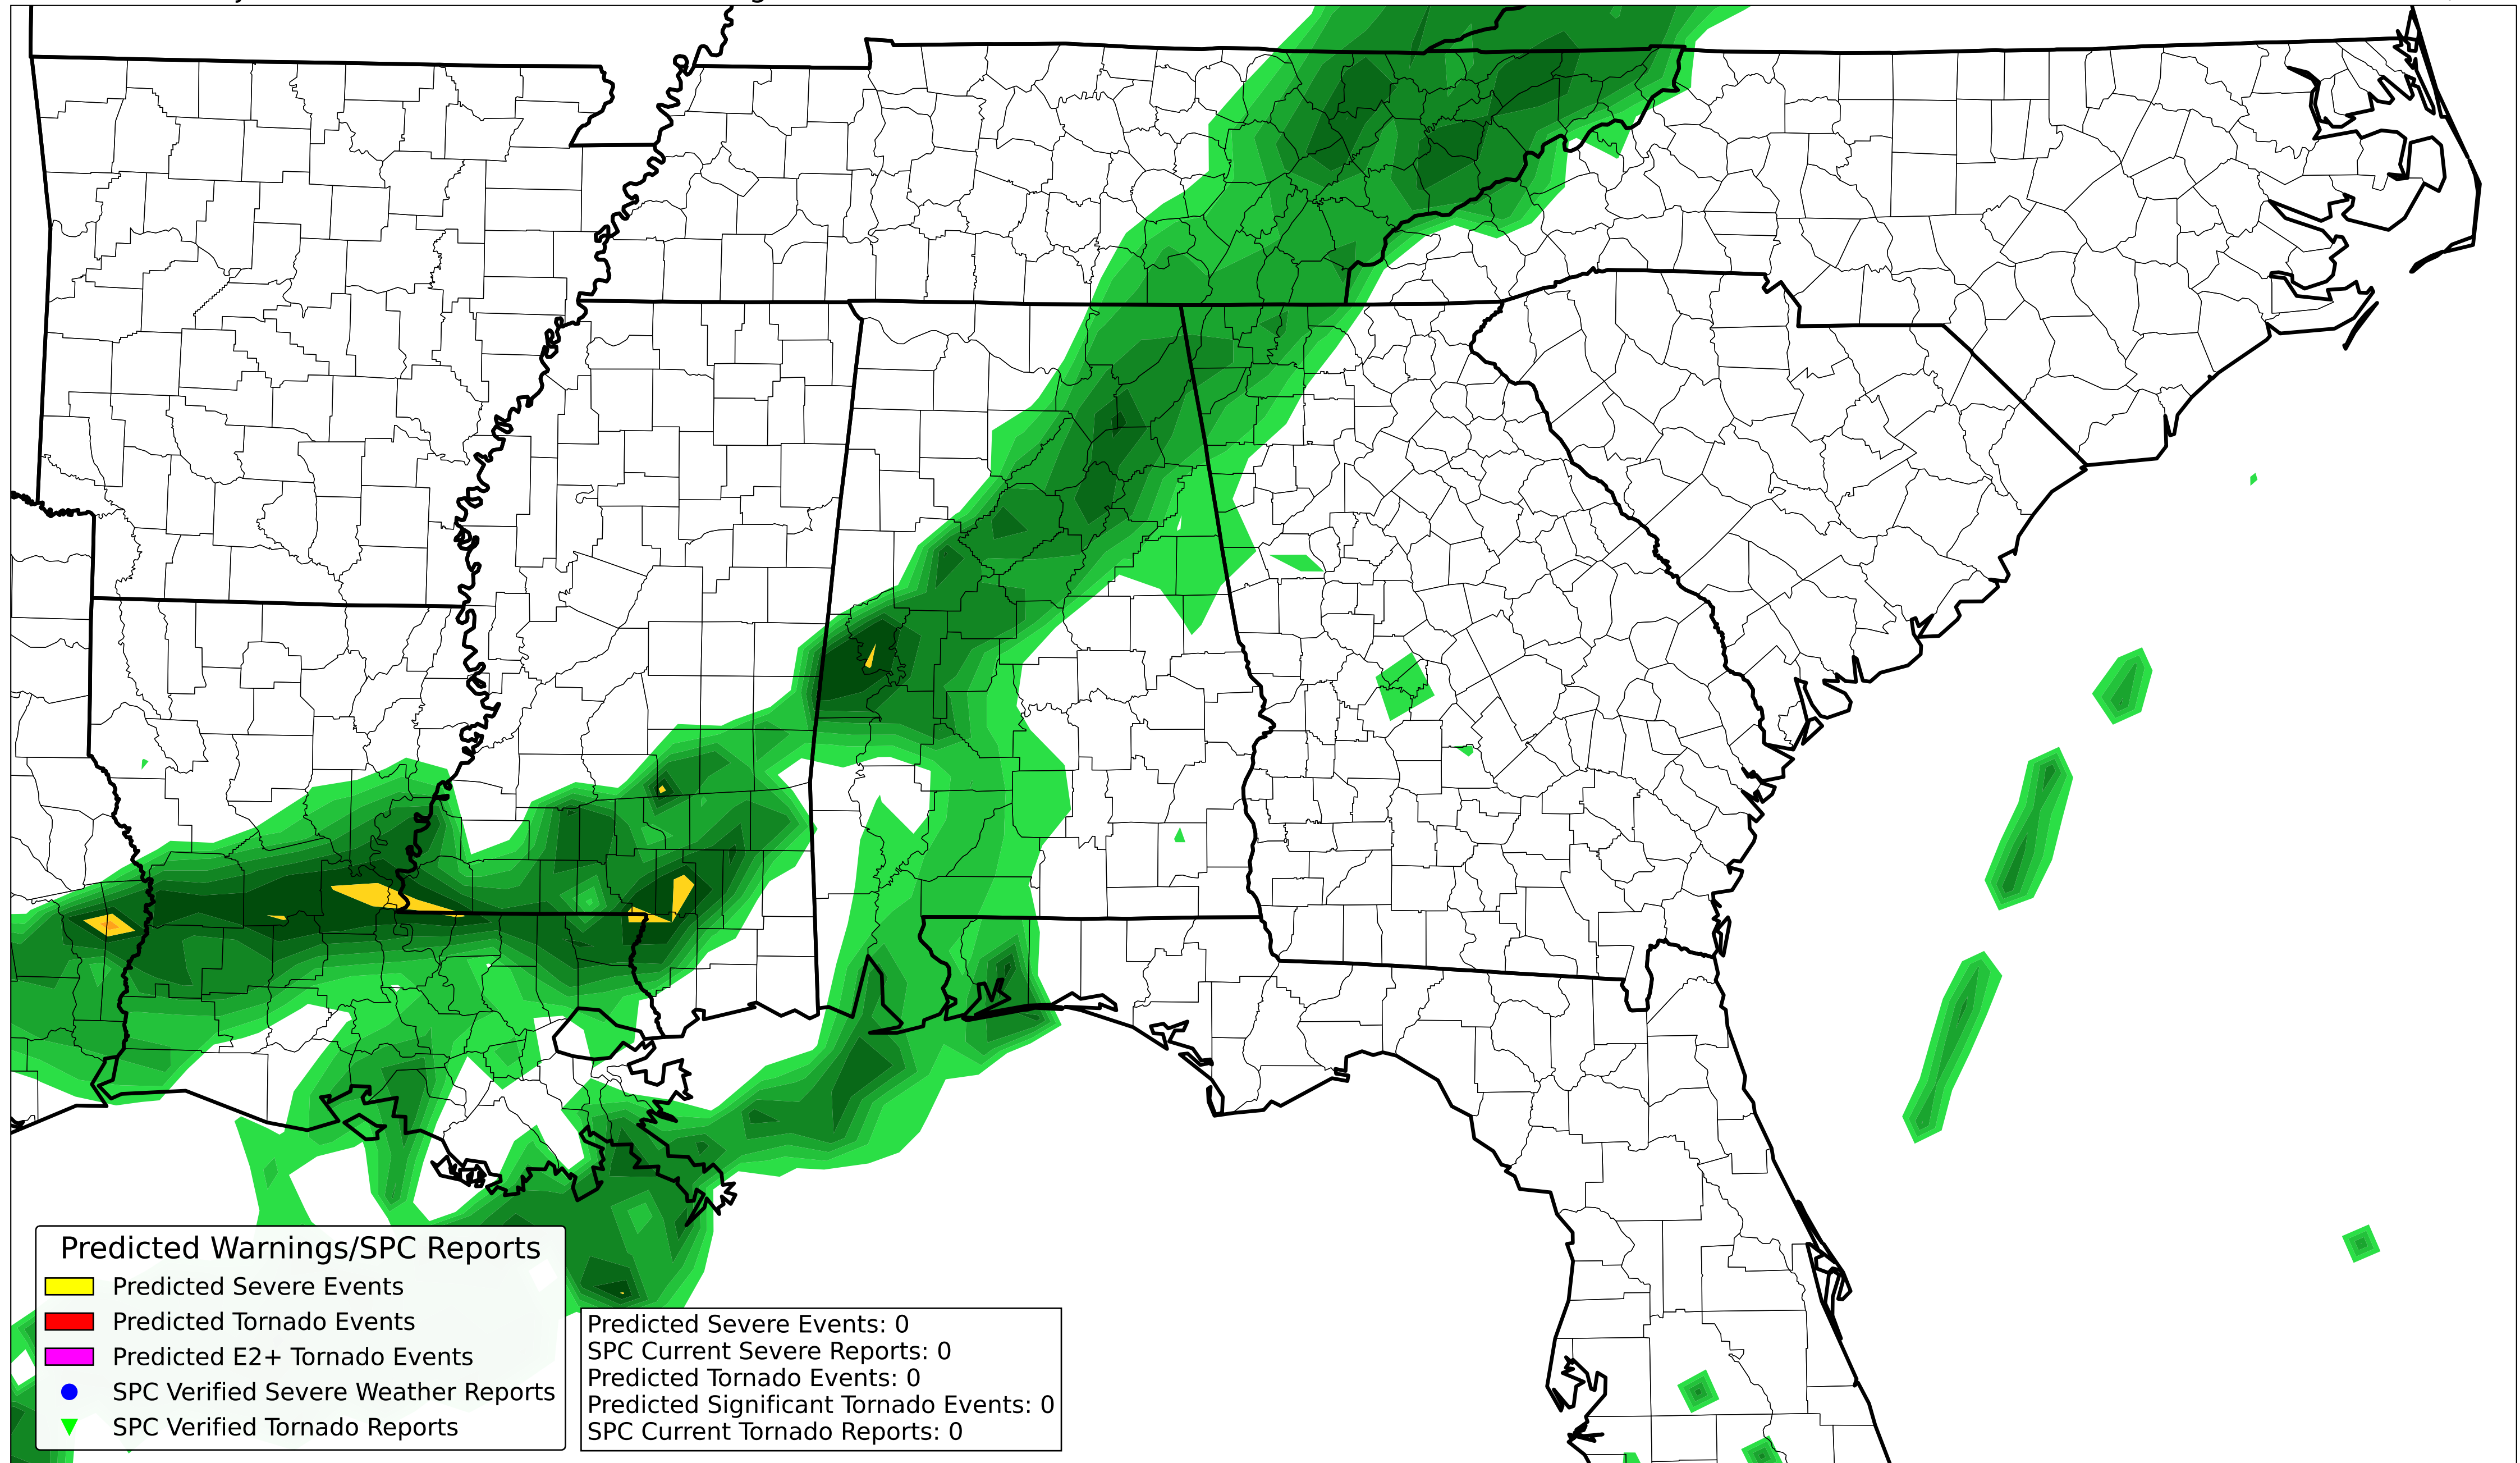 Predicted Warnings/SPC Reports
Predicted Severe Events
Predicted Tornado Events
Predicted E2+ Tornado Events
SPC Verified Severe Weather Reports
SPC Verified Tornado Reports
Predicted Severe Events: 0
SPC Current Severe Reports: 0
Predicted Tornado Events: 0
Predicted Significant Tornado Events: 0
SPC Current Tornado Reports: 0